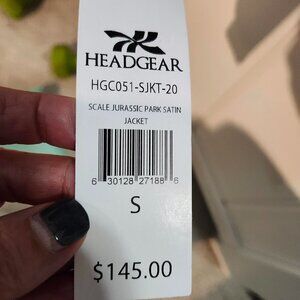 HEADGEAR
HGC051-SJKT-20
SCALE JURASSIC PARK SATIN
JACKET
6 30128 27188 6
S
$145.00